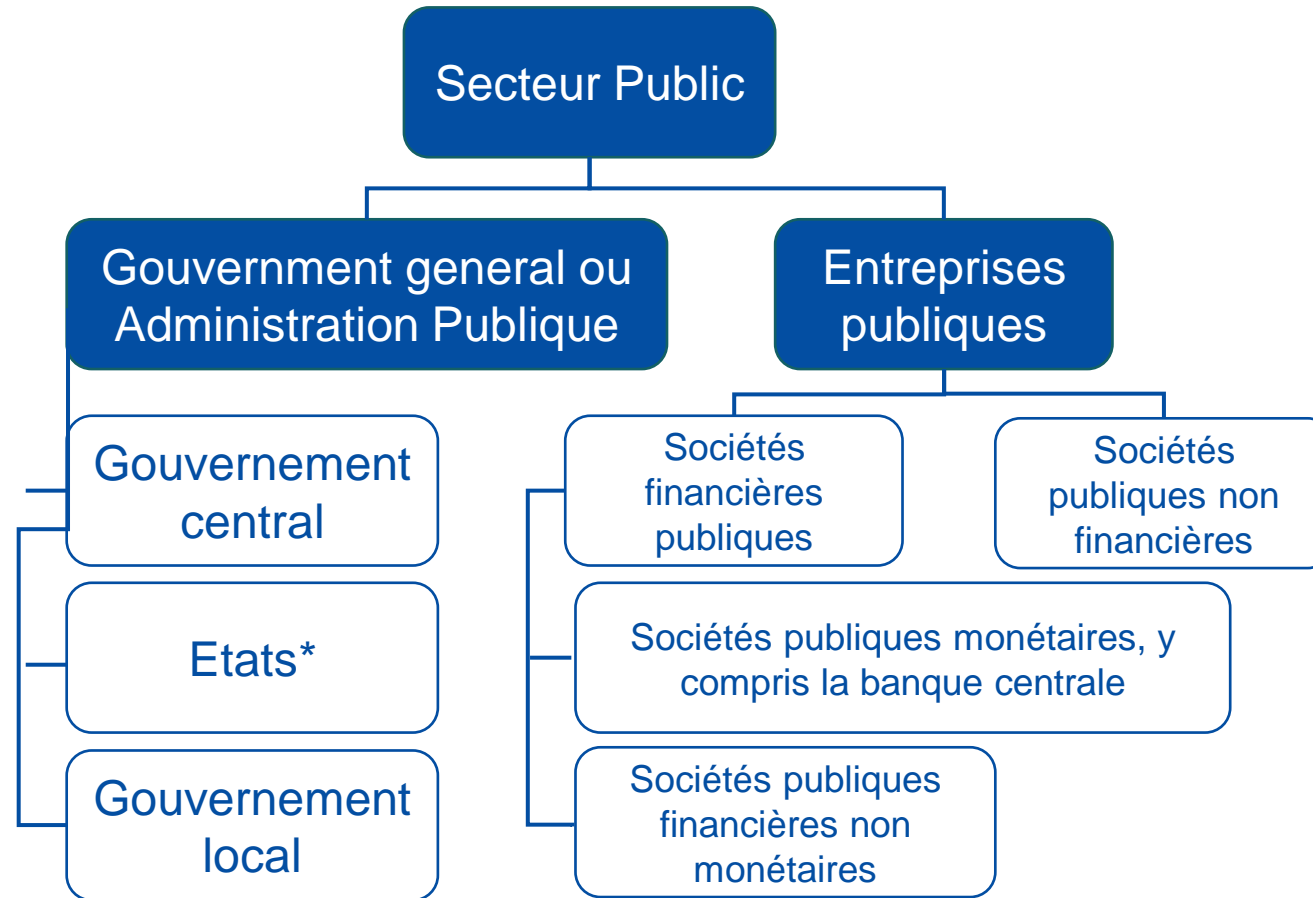 Secteur Public
Gouvernment general ou
Administration Publique
Entreprises
publiques
Gouvernement
central
Etats*
Gouvernement
local
Sociétés
financières
publiques
Sociétés
publiques non
financières
Sociétés publiques monétaires, y
compris la banque centrale
Sociétés publiques
financières non
monétaires